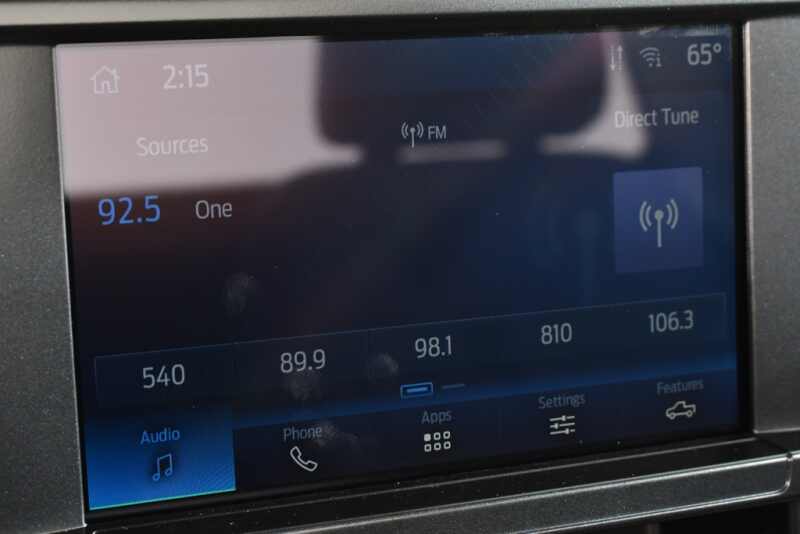 2:15
65°
Sources
FM
Direct Tune
92.5 One
540 89.9 98.1 810 106.3
Audio Phone Apps Settings Features